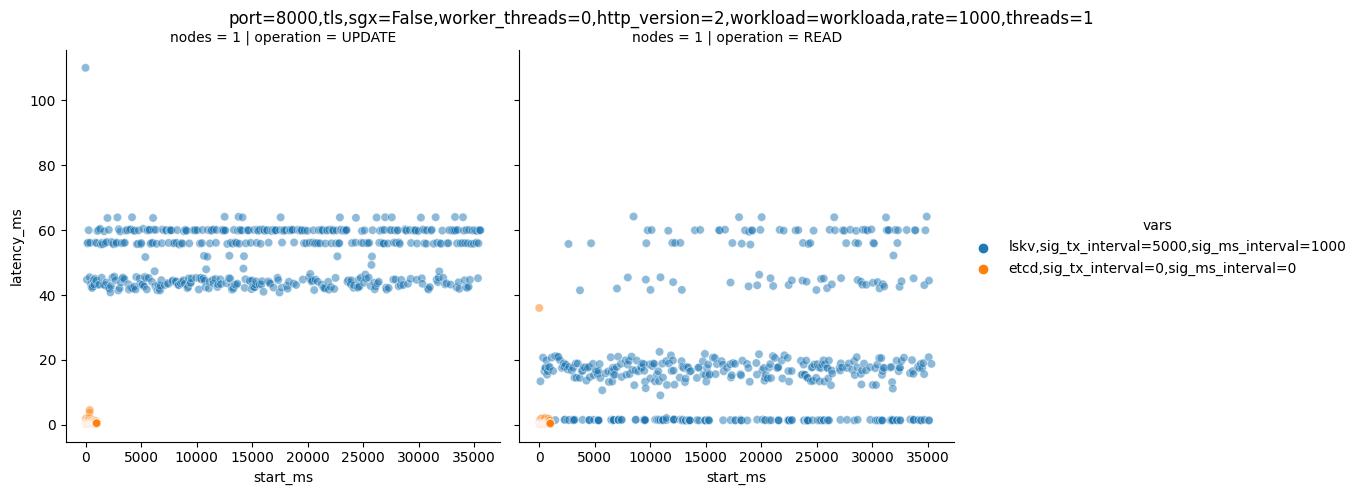 port=8000,tls,sgx=False,worker_threads=0,http_version=2,workload=workloada,rate=1000,threads=1
nodes = 1 | operation = UPDATE
nodes = 1 | operation = READ
latency_ms
100
80
60
40
20
0
0 5000 10000 15000 20000 25000 30000 35000
start_ms
0 5000 10000 15000 20000 25000 30000 35000
start_ms
vars
lskv,sig_tx_interval=5000,sig_ms_interval=1000
etcd,sig_tx_interval=0,sig_ms_interval=0